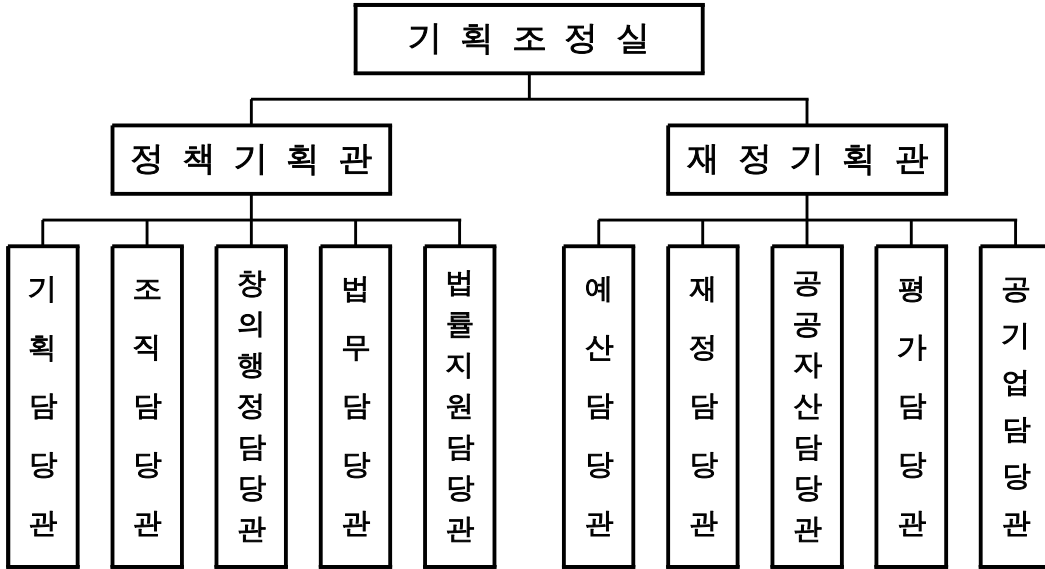 기획조정실
정책기획관
재정기획관
기획담당관
조직담당관
창의행정담당관
법무담당관
법률지원담당관
예산담당관
재정담당관
공공자산담당관
평가담당관
공기업담당관